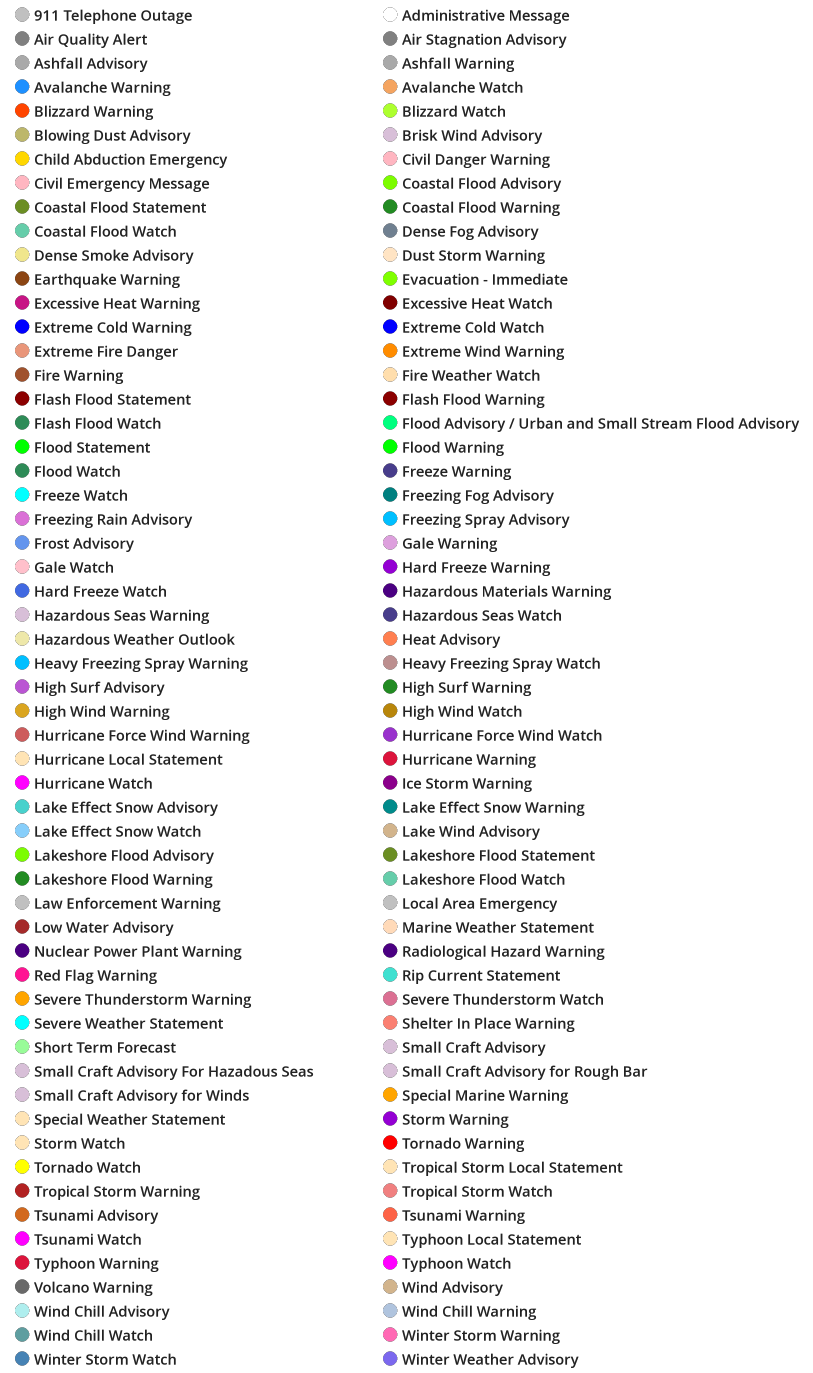 911 Telephone Outage
Administrative Message
Air Quality Alert
Air Stagnation Advisory
Ashfall Advisory
Ashfall Warning
Avalanche Warning
Avalanche Watch
Blizzard Warning
Blizzard Watch
Blowing Dust Advisory
Brisk Wind Advisory
Child Abduction Emergency
Civil Danger Warning
Civil Emergency Message
Coastal Flood Advisory
Coastal Flood Statement
Coastal Flood Warning
Coastal Flood Watch
Dense Fog Advisory
Dense Smoke Advisory
Dust Storm Warning
Earthquake Warning
Evacuation - Immediate
Excessive Heat Warning
Excessive Heat Watch
Extreme Cold Warning
Extreme Cold Watch
Extreme Fire Danger
Extreme Wind Warning
Fire Warning
Fire Weather Watch
Flash Flood Statement
Flash Flood Warning
Flash Flood Watch
Flood Advisory / Urban and Small Stream Flood Advisory
Flood Statement
Flood Warning
Flood Watch
Freeze Warning
Freeze Watch
Freezing Fog Advisory
Freezing Rain Advisory
Freezing Spray Advisory
Frost Advisory
Gale Warning
Gale Watch
Hard Freeze Warning
Hard Freeze Watch
Hazardous Materials Warning
Hazardous Seas Warning
Hazardous Seas Watch
Hazardous Weather Outlook
Heat Advisory
Heavy Freezing Spray Warning
Heavy Freezing Spray Watch
High Surf Advisory
High Surf Warning
High Wind Warning
High Wind Watch
Hurricane Force Wind Warning
Hurricane Force Wind Watch
Hurricane Local Statement
Hurricane Warning
Hurricane Watch
Ice Storm Warning
Lake Effect Snow Advisory
Lake Effect Snow Warning
Lake Effect Snow Watch
Lake Wind Advisory
Lakeshore Flood Advisory
Lakeshore Flood Statement
Lakeshore Flood Warning
Lakeshore Flood Watch
Law Enforcement Warning
Local Area Emergency
Low Water Advisory
Marine Weather Statement
Nuclear Power Plant Warning
Radiological Hazard Warning
Red Flag Warning
Rip Current Statement
Severe Thunderstorm Warning
Severe Thunderstorm Watch
Severe Weather Statement
Shelter In Place Warning
Short Term Forecast
Small Craft Advisory
Small Craft Advisory For Hazadous Seas
Small Craft Advisory for Rough Bar
Small Craft Advisory for Winds
Special Marine Warning
Special Weather Statement
Storm Warning
Storm Watch
Tornado Warning
Tornado Watch
Tropical Storm Local Statement
Tropical Storm Warning
Tropical Storm Watch
Tsunami Advisory
Tsunami Warning
Tsunami Watch
Typhoon Local Statement
Typhoon Warning
Typhoon Watch
Volcano Warning
Wind Advisory
Wind Chill Advisory
Wind Chill Warning
Wind Chill Watch
Winter Storm Warning
Winter Storm Watch
Winter Weather Advisory